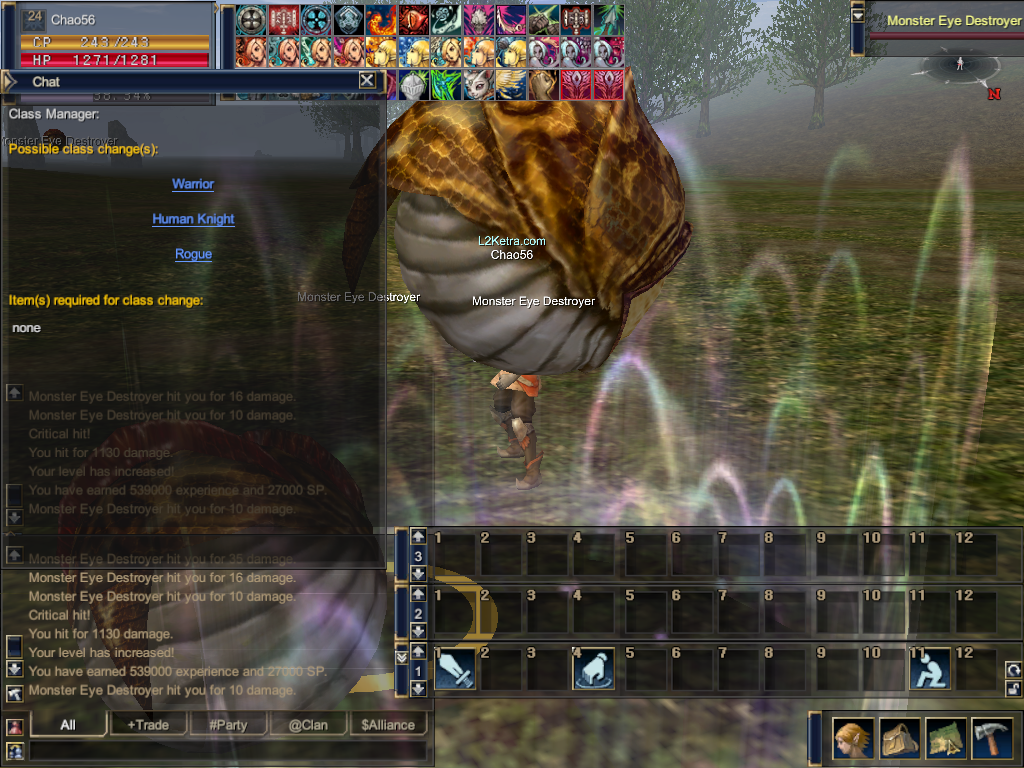 24 Chao56
CP 243/243
HP 1271/1281
Chat
Monster Eye Destroyer
N
Class Manager:
Monster Eye Destroyer
Possible class change(s):
Warrior
Human Knight
Rogue
Item(s) required for class change:
none
L2Ketra.com
Chao56
Monster Eye Destroyer
Monster Eye Destroyer
Monster Eye Destroyer hit you for 16 damage.
Monster Eye Destroyer hit you for 10 damage.
Critical hit!
You hit for 1130 damage.
Your level has increased!
You have earned 539000 experience and 27000 SP.
Monster Eye Destroyer hit you for 10 damage.
Monster Eye Destroyer hit you for 35 damage.
Monster Eye Destroyer hit you for 16 damage.
Monster Eye Destroyer hit you for 10 damage.
Critical hit!
You hit for 1130 damage.
Your level has increased!
You have earned 539000 experience and 27000 SP.
Monster Eye Destroyer hit you for 10 damage.
3 1 2 3 4 5 6 7 8 9 10 11 12
2 1 2 3 4 5 6 7 8 9 10 11 12
1 1 2 3 4 5 6 7 8 9 10 11 12
All +Trade #Party @Clan $Alliance